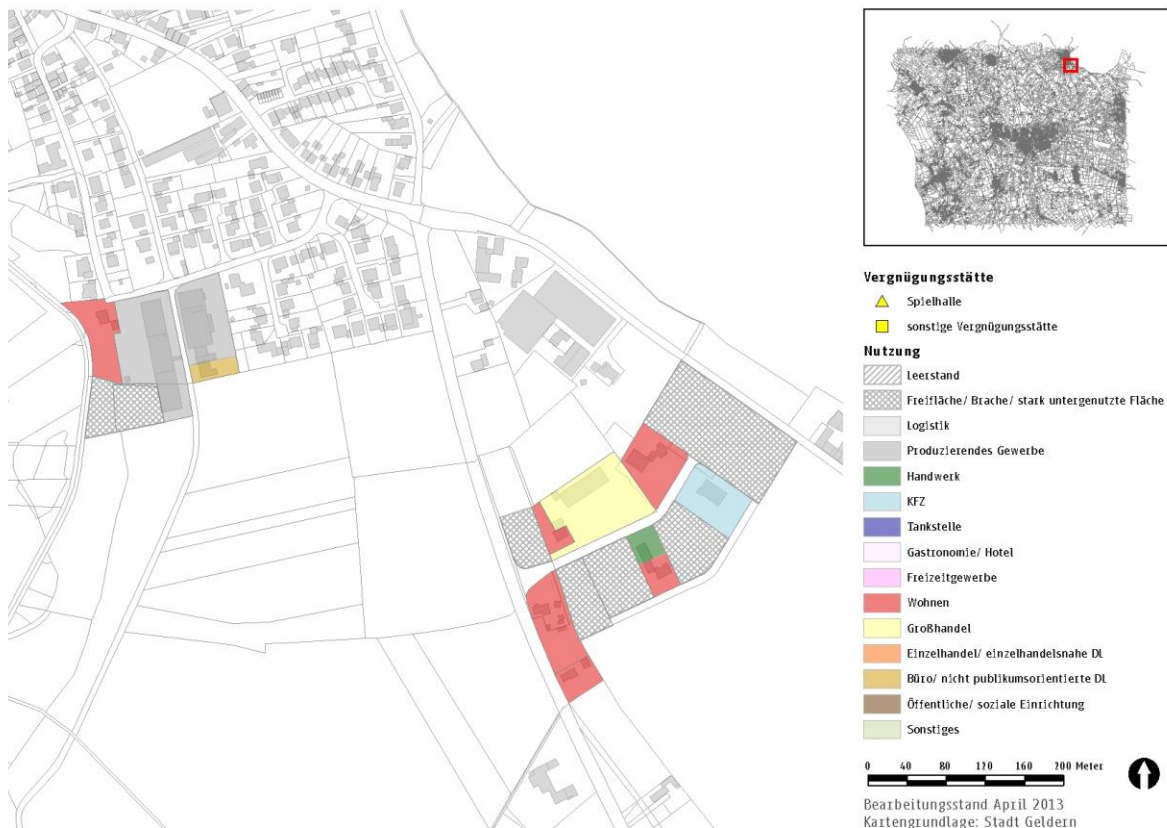 Vergnügungsstätte
Spielhalle
sonstige Vergnügungsstätte
Nutzung
Leerstand
Freifläche/ Brache/ stark untergenutzte Fläche
Logistik
Produzierendes Gewerbe
Handwerk
KFZ
Tankstelle
Gastronomie/ Hotel
Freizeitgewerbe
Wohnen
Großhandel
Einzelhandel/ einzelhandelsnahe DL
Büro/ nicht publikumsorientierte DL
Öffentliche/ soziale Einrichtung
Sonstiges
0 40 80 120 160 200 Meter
Bearbeitungsstand April 2013
Kartengrundlage: Stadt Geldern